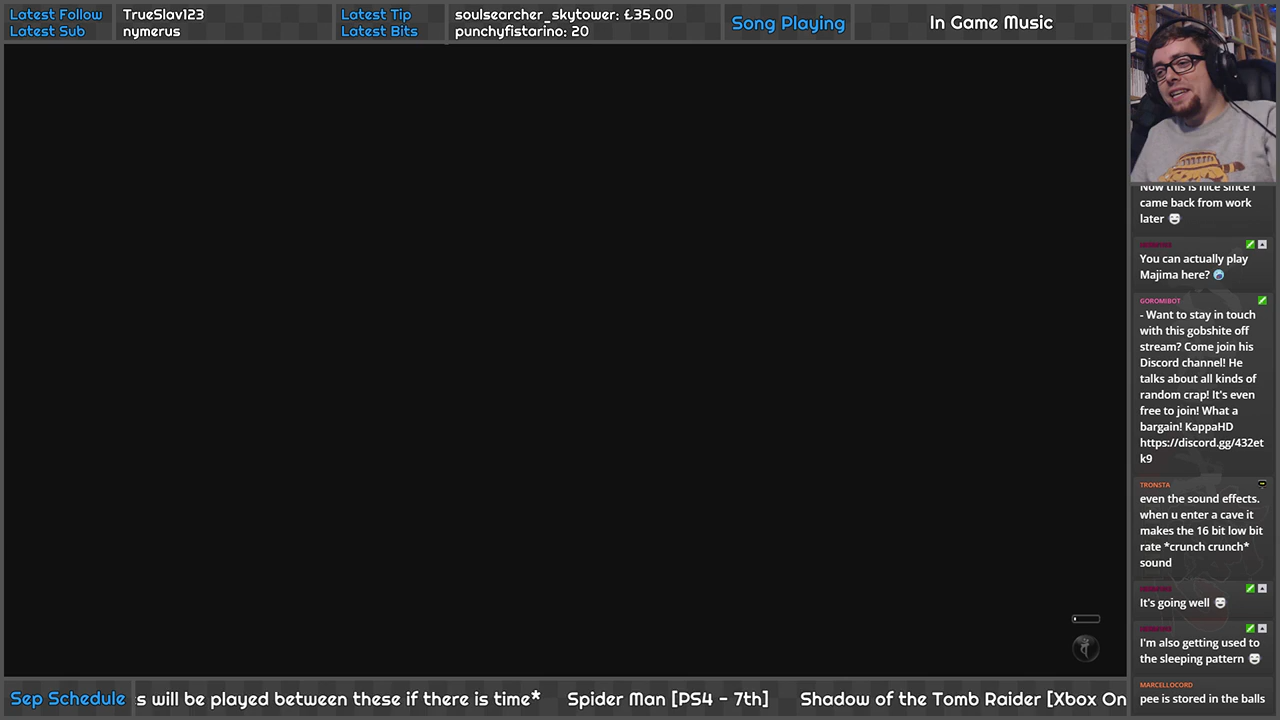 Latest Follow
Latest Sub
TrueSlav123
nymerus
Latest Tip
Latest Bits
soulsearcher_skytower: £35.00
punchyfistarino: 20
Song Playing
In Game Music
Now this is nice since I
came back from work
later
You can actually play
Majima here?
GOROMIBOT
- Want to stay in touch
with this gobshite off
stream? Come join his
Discord channel! He
talks about all kinds of
random crap! It's even
free to join! What a
bargain! KappaHD
https://discord.gg/432et
k9
TRONSTA
even the sound effects.
when u enter a cave it
makes the 16 bit low bit
rate *crunch crunch*
sound
It's going well
I'm also getting used to
the sleeping pattern
MARCELLOCORD
pee is stored in the balls
Sep Schedule
s will be played between these if there is time* Spider Man [PS4 - 7th] Shadow of the Tomb Raider [Xbox On